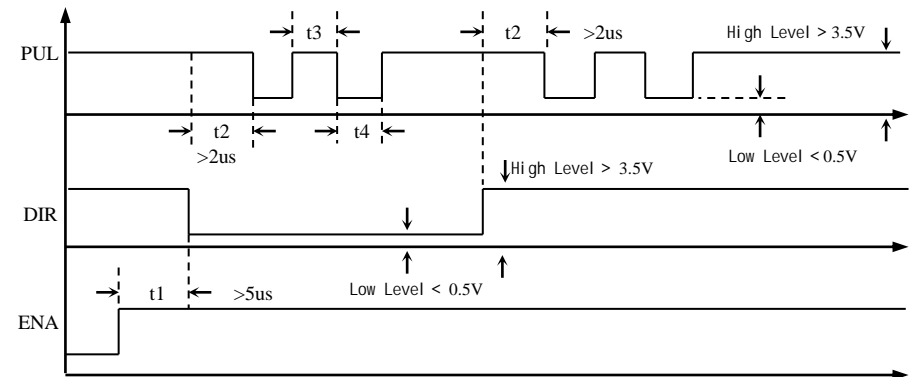 t3
t2 >2us
High Level > 3.5V
PUL
t2
>2us
t4
Low Level < 0.5V
High Level > 3.5V
DIR
t1 >5us
Low Level < 0.5V
ENA